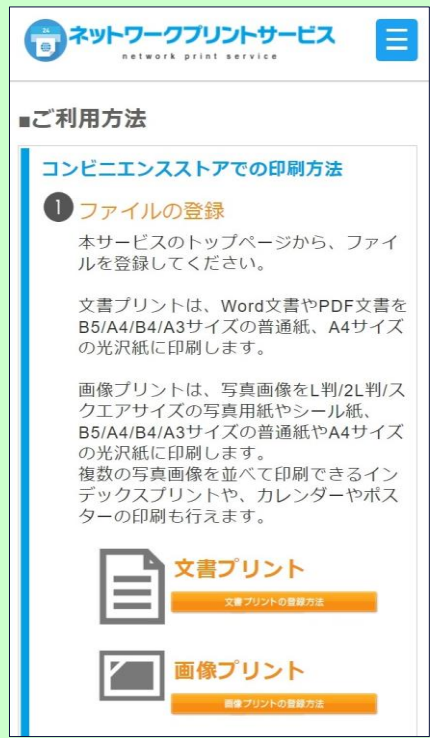 24
ネットワークプリントサービス
network print service
■ご利用方法
コンビニエンスストアでの印刷方法
1 ファイルの登録
本サービスのトップページから、ファイ
ルを登録してください。
文書プリントは、Word文書やPDF文書を
B5/A4/B4/A3サイズの普通紙、A4サイズ
の光沢紙に印刷します。
画像プリントは、写真画像をL判/2L判/ス
クエアサイズの写真用紙やシール紙、
B5/A4/B4/A3サイズの普通紙やA4サイズ
の光沢紙に印刷します。
複数の写真画像を並べて印刷できるイン
デックスプリントや、カレンダーやポス
ターの印刷も行えます。
文書プリント
文書プリントの登録方法
画像プリント
画像プリントの登録方法